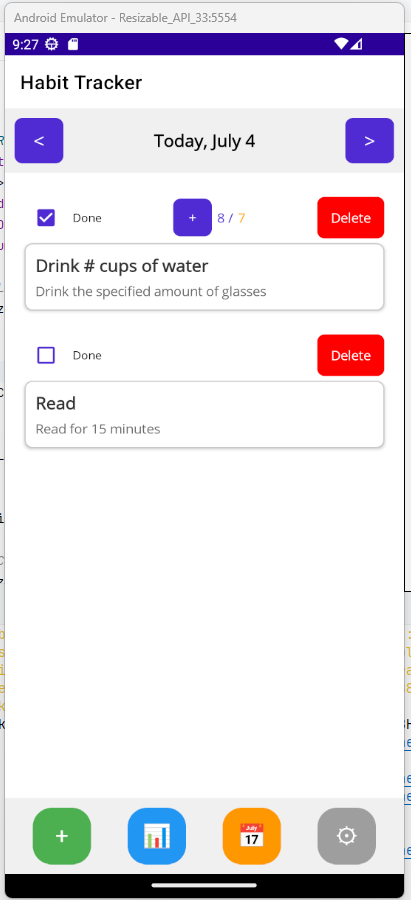 Android Emulator - Resizable_API_33:5554
9:27
Habit Tracker
<
Today, July 4
>
Done
+
8 / 7
Delete
Drink # cups of water
Drink the specified amount of glasses
Done
Delete
Read
Read for 15 minutes
+
July
17